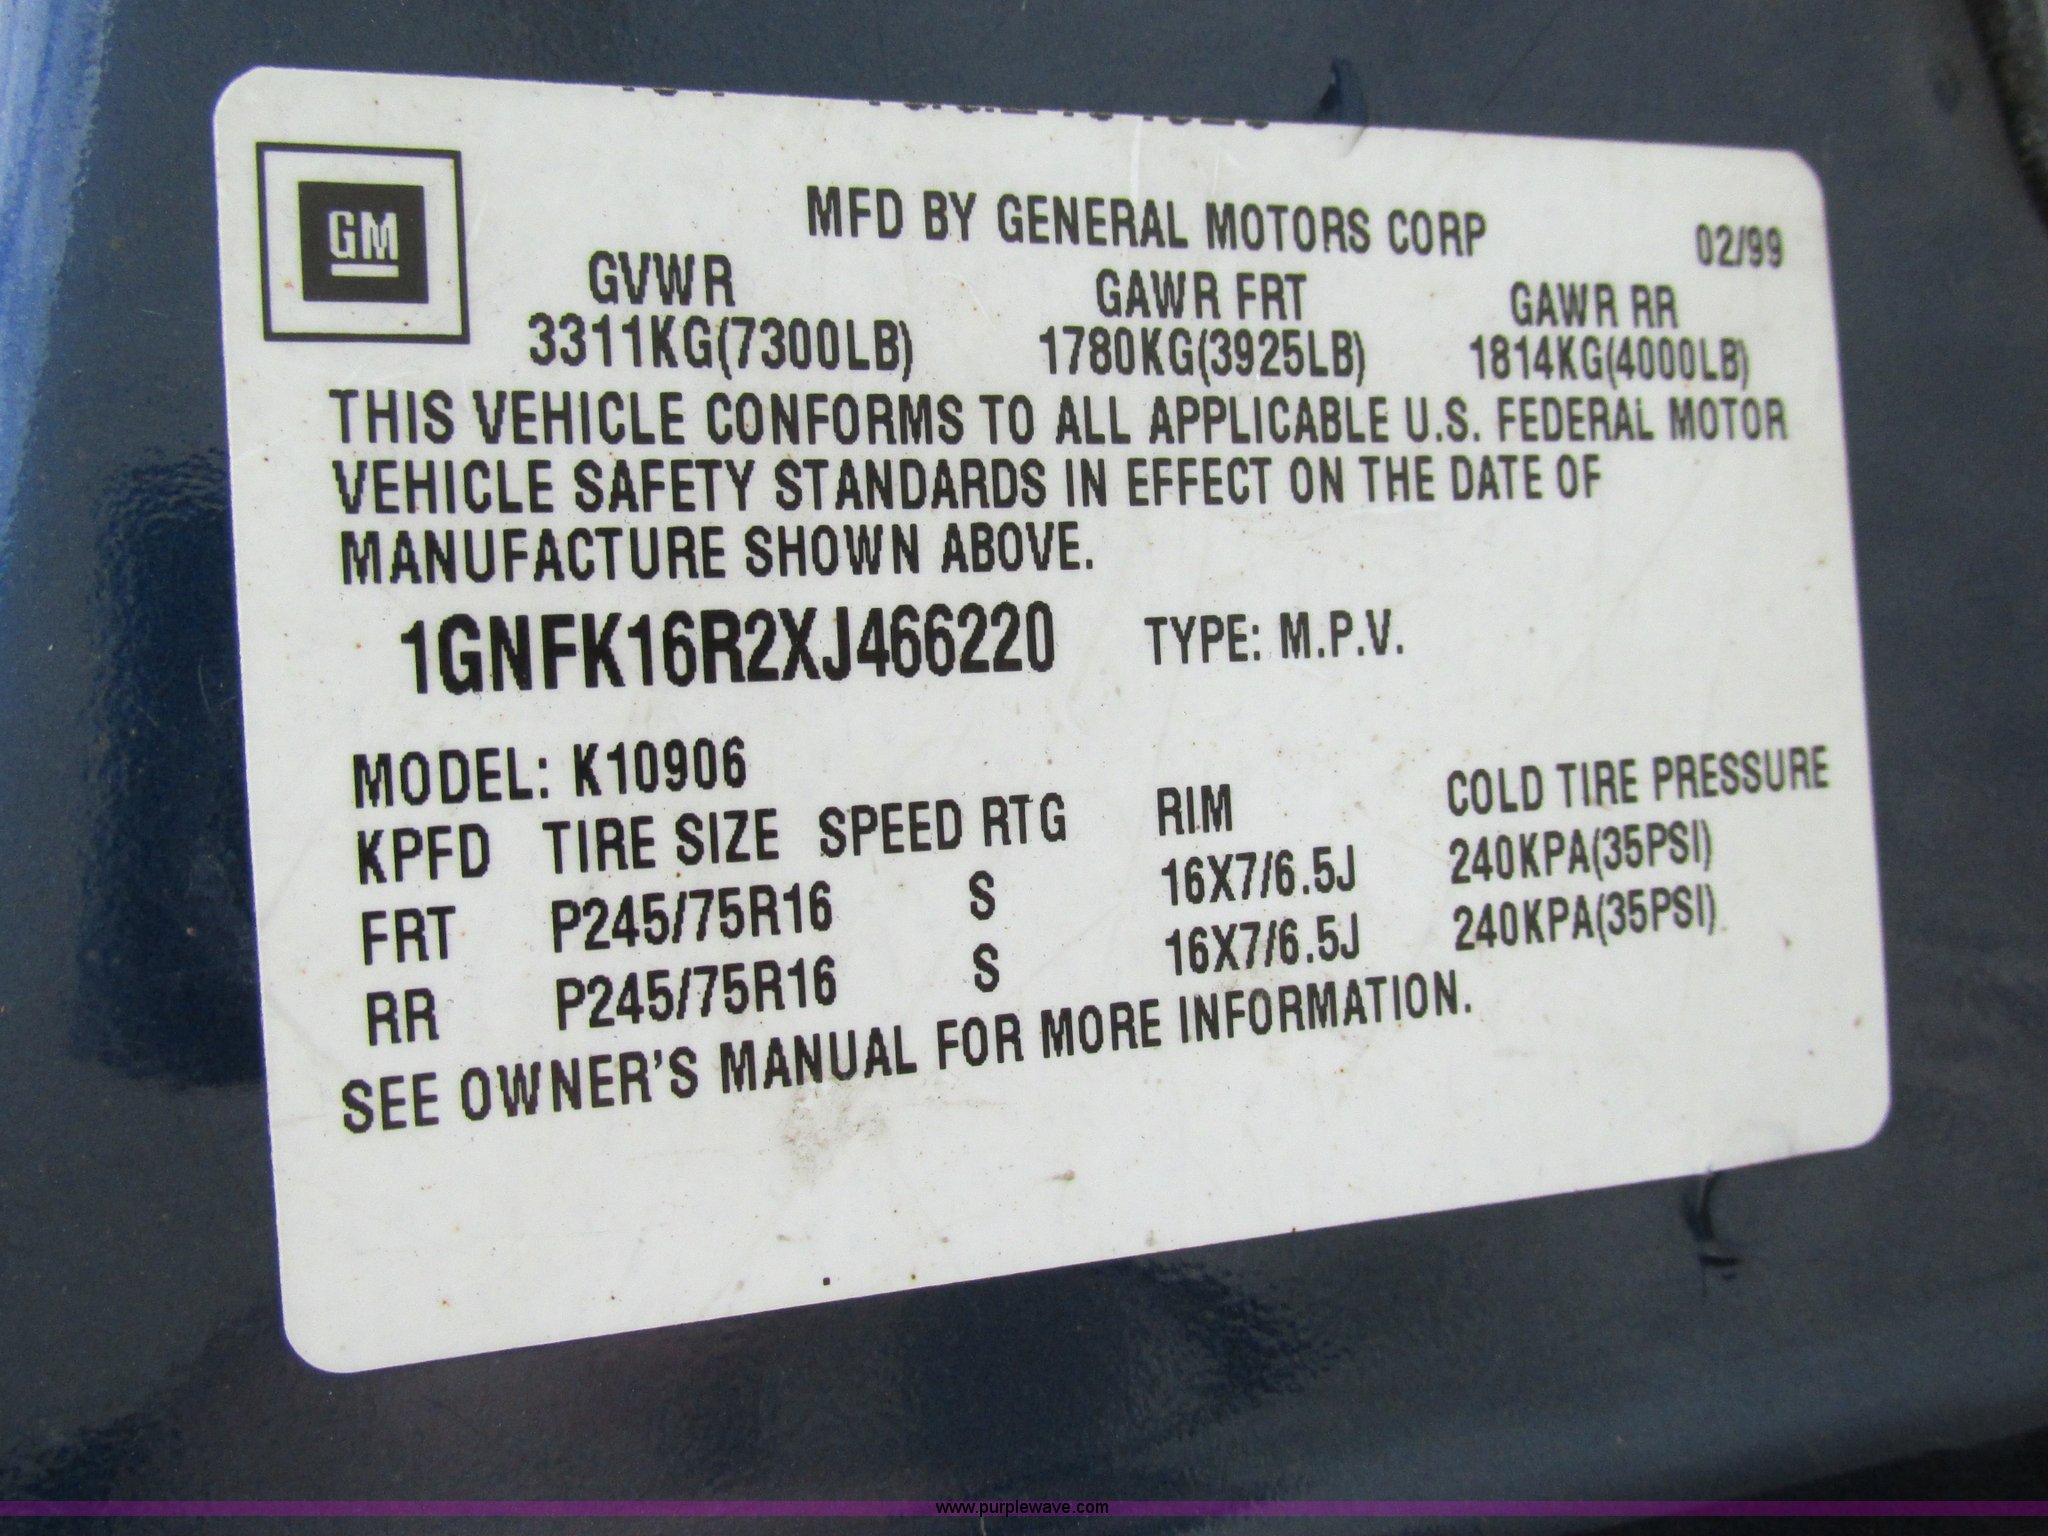 GM
MFD BY GENERAL MOTORS CORP 02/99
GVWR GAWR FRT GAWR RR
3311KG(7300LB) 1780KG(3925LB) 1814KG(4000LB)
THIS VEHICLE CONFORMS TO ALL APPLICABLE U.S. FEDERAL MOTOR
VEHICLE SAFETY STANDARDS IN EFFECT ON THE DATE OF
MANUFACTURE SHOWN ABOVE.
1GNFK16R2XJ466220 TYPE: M.P.V.
MODEL: K10906
KPFD TIRE SIZE SPEED RTG RIM COLD TIRE PRESSURE
FRT P245/75R16 S 16X7/6.5J 240KPA(35PSI)
RR P245/75R16 S 16X7/6.5J 240KPA(35PSI)
SEE OWNER'S MANUAL FOR MORE INFORMATION.
www.purplewave.com